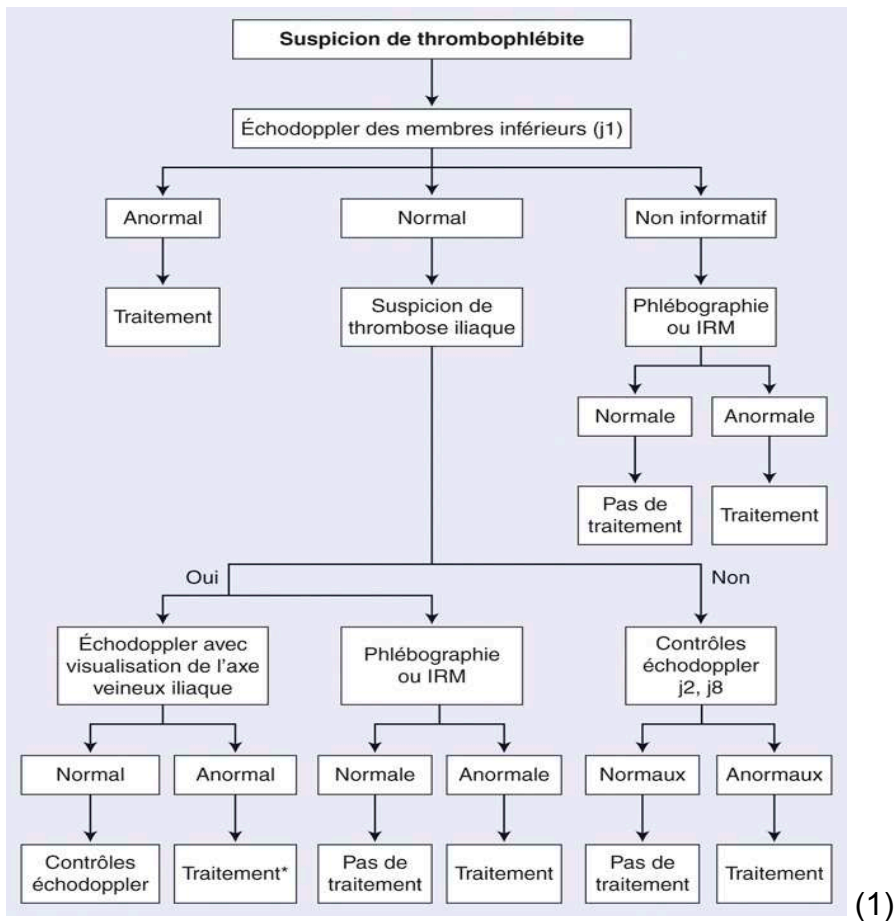 Suspicion de thrombophlébite
Échodoppler des membres inférieurs (j1)
Anormal
Normal
Non informatif
Traitement
Suspicion de
thrombose iliaque
Phlébographie
ou IRM
Normale
Anormale
Pas de
traitement
Traitement
Oui
Non
Échodoppler avec
visualisation de l'axe
veineux iliaque
Phlébographie
ou IRM
Contrôles
échodoppler
j2, j8
Normal
Anormal
Normale
Anormale
Normaux
Anormaux
Contrôles
échodoppler
Traitement*
Pas de
traitement
Traitement
Pas de
traitement
Traitement
(1)